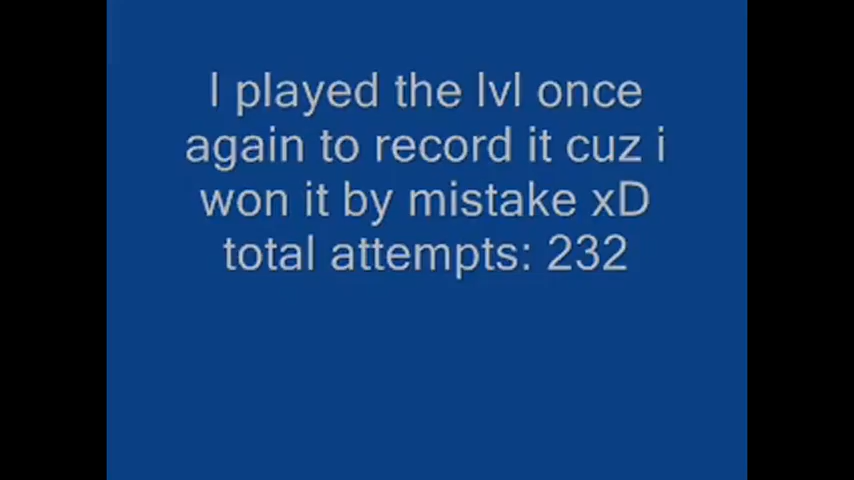 I played the lvl once
again to record it cuz i
won it by mistake xD
total attempts: 232